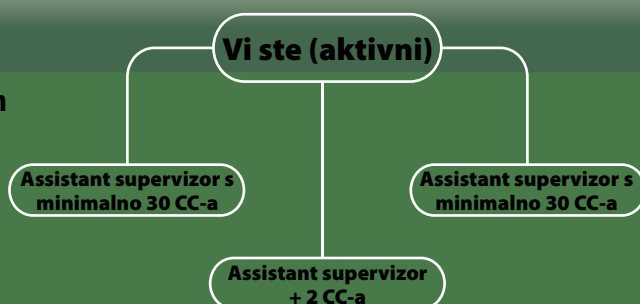 Vi ste (aktivni)
Assistant supervizor s
minimalno 30 CC-a
Assistant supervizor s
minimalno 30 CC-a
Assistant supervizor
+ 2 CC-a